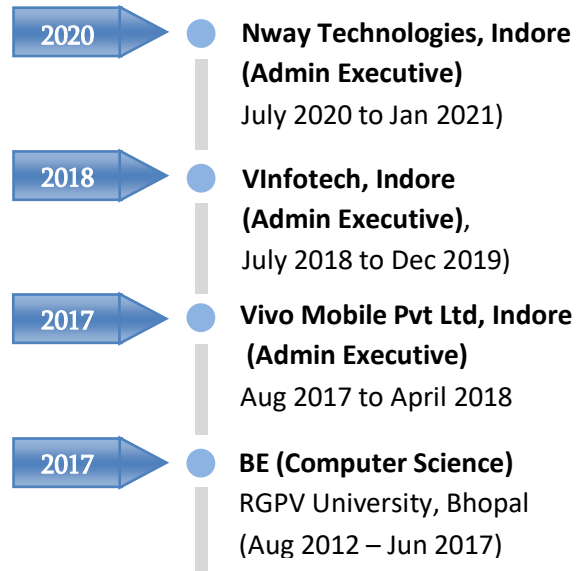 2020
Nway Technologies, Indore
(Admin Executive)
July 2020 to Jan 2021)
2018
VInfotech, Indore
(Admin Executive),
July 2018 to Dec 2019)
2017
Vivo Mobile Pvt Ltd, Indore
(Admin Executive)
Aug 2017 to April 2018
2017
BE (Computer Science)
RGPV University, Bhopal
(Aug 2012 – Jun 2017)